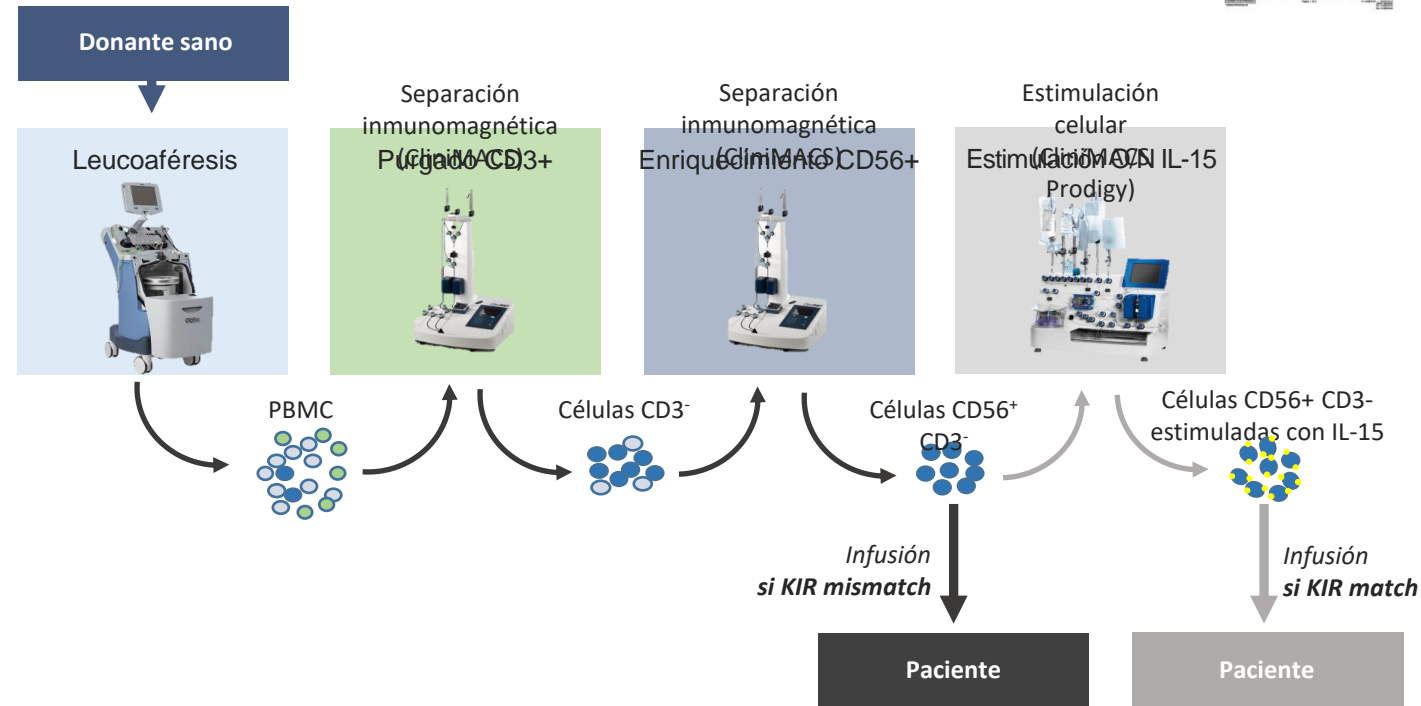 Donante sano
Separación
inmunomagnética
(CliniMACS)
Separación
inmunomagnética
(CliniMACS)
Estimulación
celular
(CliniMACS
Prodigy)
Leucoaféresis
Purgado CD3+
Enriquecimiento CD56+
Estimulación O/N IL-15
PBMC
Células CD3-
Células CD56+
CD3-
Células CD56+ CD3-
estimuladas con IL-15
Infusión
si KIR mismatch
Infusión
si KIR match
Paciente
Paciente